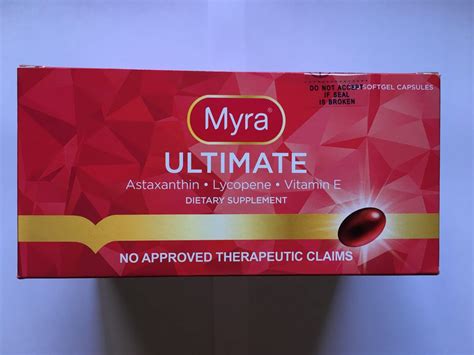 DO NOT ACCEPT
IF SEAL
IS BROKEN
SOFTGEL CAPSULES
Myra®
ULTIMATE
Astaxanthin • Lycopene • Vitamin E
DIETARY SUPPLEMENT
NO APPROVED THERAPEUTIC CLAIMS